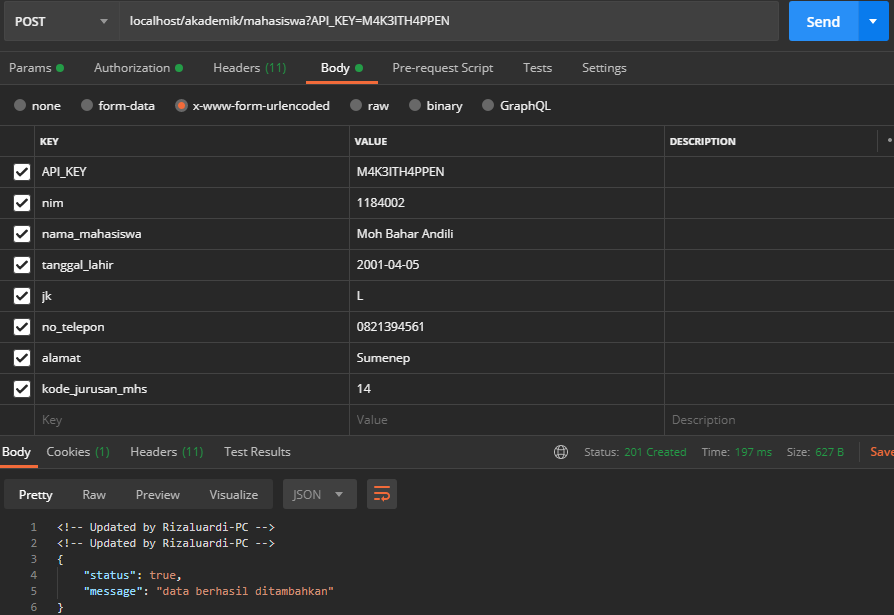 POST localhost/akademik/mahasiswa?API_KEY=M4K3ITH4PPEN Send
Params Authorization Headers (11) Body Pre-request Script Tests Settings
none form-data x-www-form-urlencoded raw binary GraphQL
KEY VALUE DESCRIPTION
API_KEY M4K3ITH4PPEN
nim 1184002
nama_mahasiswa Moh Bahar Andili
tanggal_lahir 2001-04-05
jk L
no_telepon 0821394561
alamat Sumenep
kode_jurusan_mhs 14
Key Value Description
Body Cookies (1) Headers (11) Test Results Status: 201 Created Time: 197 ms Size: 627 B Save
Pretty Raw Preview Visualize JSON
1 <!-- Updated by Rizaluardi-PC -->
2 <!-- Updated by Rizaluardi-PC -->
3 {
4 "status": true,
5 "message": "data berhasil ditambahkan"
6 }